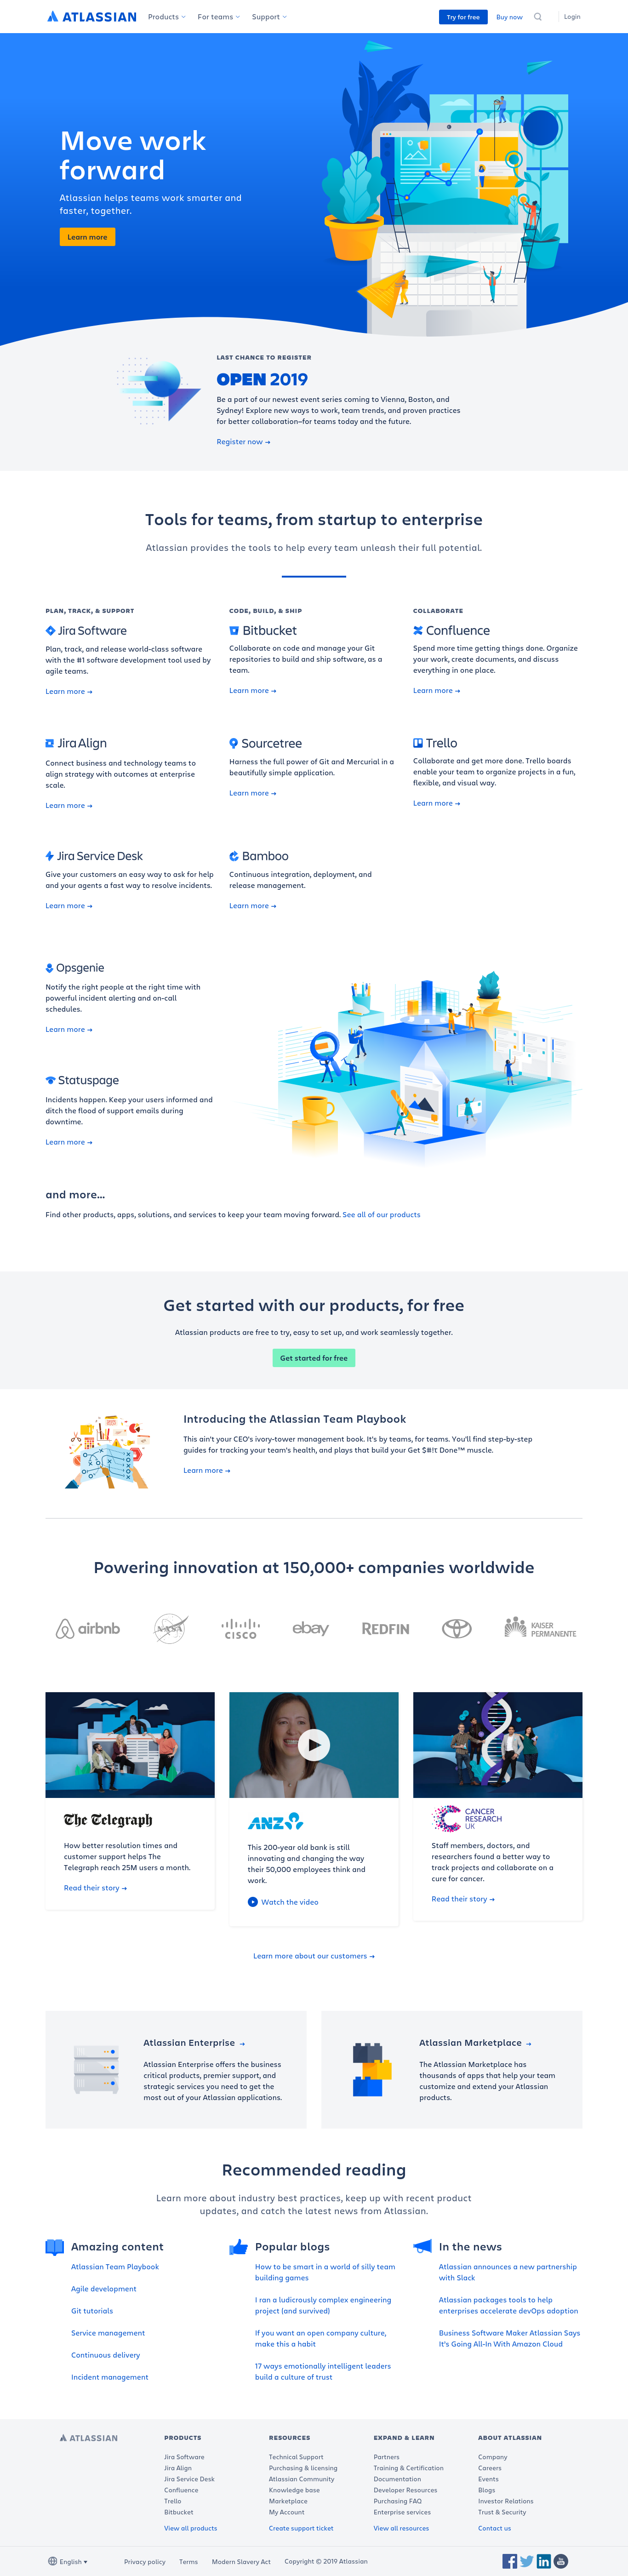 ATLASSIAN Products For teams Support Try for free Buy now Login
Move work
forward
Atlassian helps teams work smarter and
faster, together.
Learn more
LAST CHANCE TO REGISTER
OPEN 2019
Be a part of our newest event series coming to Vienna, Boston, and
Sydney! Explore new ways to work, team trends, and proven practices
for better collaboration—for teams today and the future.
Register now →
Tools for teams, from startup to enterprise
Atlassian provides the tools to help every team unleash their full potential.
PLAN, TRACK, & SUPPORT
Jira Software
Plan, track, and release world-class software
with the #1 software development tool used by
agile teams.
Learn more →
CODE, BUILD, & SHIP
Bitbucket
Collaborate on code and manage your Git
repositories to build and ship software, as a
team.
Learn more →
COLLABORATE
Confluence
Spend more time getting things done. Organize
your work, create documents, and discuss
everything in one place.
Learn more →
Jira Align
Connect business and technology teams to
align strategy with outcomes at enterprise
scale.
Learn more →
Sourcetree
Harness the full power of Git and Mercurial in a
beautifully simple application.
Learn more →
Trello
Collaborate and get more done. Trello boards
enable your team to organize projects in a fun,
flexible, and visual way.
Learn more →
Jira Service Desk
Give your customers an easy way to ask for help
and your agents a fast way to resolve incidents.
Learn more →
Bamboo
Continuous integration, deployment, and
release management.
Learn more →
Opsgenie
Notify the right people at the right time with
powerful incident alerting and on-call
schedules.
Learn more →
Statuspage
Incidents happen. Keep your users informed and
ditch the flood of support emails during
downtime.
Learn more →
and more...
Find other products, apps, solutions, and services to keep your team moving forward. See all of our products
Get started with our products, for free
Atlassian products are free to try, easy to set up, and work seamlessly together.
Get started for free
Introducing the Atlassian Team Playbook
This ain't your CEO's ivory-tower management book. It's by teams, for teams. You'll find step-by-step
guides for tracking your team's health, and plays that build your Get $#!t Done™ muscle.
Learn more →
Powering innovation at 150,000+ companies worldwide
airbnb NASA CISCO ebay REDFIN KAISER
PERMANENTE
The Telegraph
How better resolution times and
customer support helps The
Telegraph reach 25M users a month.
Read their story →
ANZ
This 200-year old bank is still
innovating and changing the way
their 50,000 employees think and
work.
Watch the video
CANCER
RESEARCH
UK
Staff members, doctors, and
researchers found a better way to
track projects and collaborate on a
cure for cancer.
Read their story →
Learn more about our customers →
Atlassian Enterprise →
Atlassian Enterprise offers the business
critical products, premier support, and
strategic services you need to get the
most out of your Atlassian applications.
Atlassian Marketplace →
The Atlassian Marketplace has
thousands of apps that help your team
customize and extend your Atlassian
products.
Recommended reading
Learn more about industry best practices, keep up with recent product
updates, and catch the latest news from Atlassian.
Amazing content
Atlassian Team Playbook
Agile development
Git tutorials
Service management
Continuous delivery
Incident management
Popular blogs
How to be smart in a world of silly team
building games
I ran a ludicrously complex engineering
project (and survived)
If you want an open company culture,
make this a habit
17 ways emotionally intelligent leaders
build a culture of trust
In the news
Atlassian announces a new partnership
with Slack
Atlassian packages tools to help
enterprises accelerate devOps adoption
Business Software Maker Atlassian Says
It's Going All-In With Amazon Cloud
ATLASSIAN
PRODUCTS
Jira Software
Jira Align
Jira Service Desk
Confluence
Trello
Bitbucket
View all products
RESOURCES
Technical Support
Purchasing & licensing
Atlassian Community
Knowledge base
Marketplace
My Account
Create support ticket
EXPAND & LEARN
Partners
Training & Certification
Documentation
Developer Resources
Purchasing FAQ
Enterprise services
View all resources
ABOUT ATLASSIAN
Company
Careers
Events
Blogs
Investor Relations
Trust & Security
Contact us
English Privacy policy Terms Modern Slavery Act Copyright © 2019 Atlassian